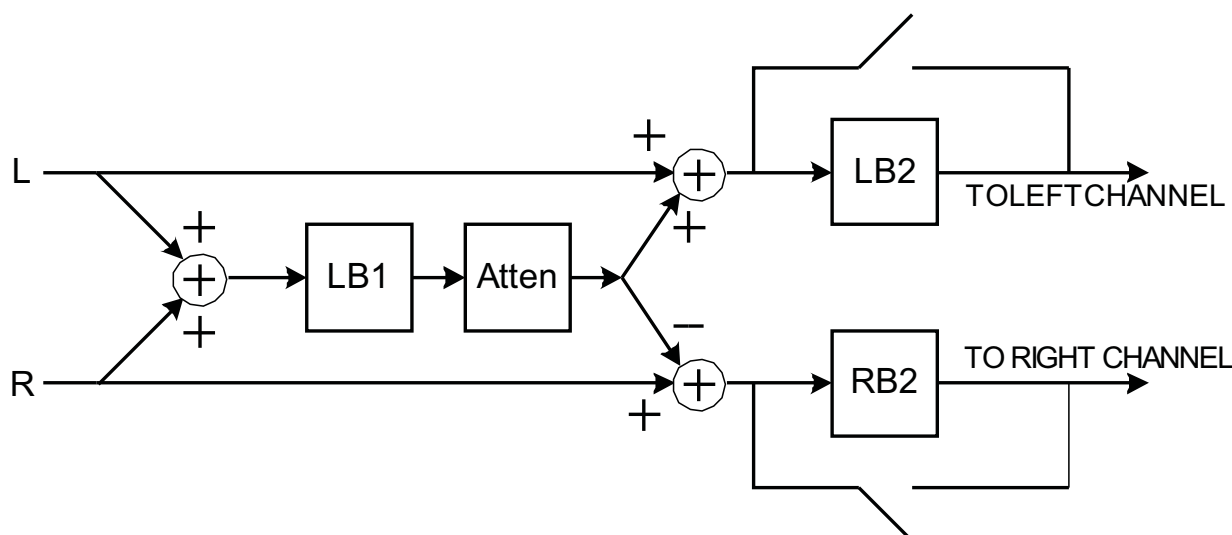 +
L
+
LB2
TOLEFTCHANNEL
+
+
+
LB1
Atten
+
+
−
TO RIGHT CHANNEL
R
+
RB2
+